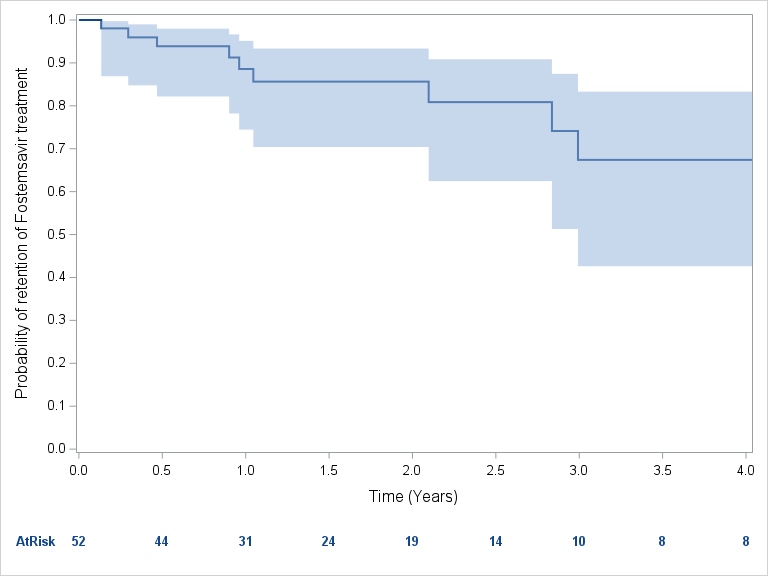 Probability of retention of Fostemsavir treatment
1.0
0.9
0.8
0.7
0.6
0.5
0.4
0.3
0.2
0.1
0.0
0.0 0.5 1.0 1.5 2.0 2.5 3.0 3.5 4.0
Time (Years)
AtRisk 52 44 31 24 19 14 10 8 8